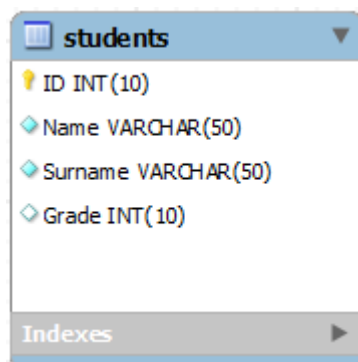 students
ID INT(10)
Name VARCHAR(50)
Surname VARCHAR(50)
Grade INT(10)
Indexes